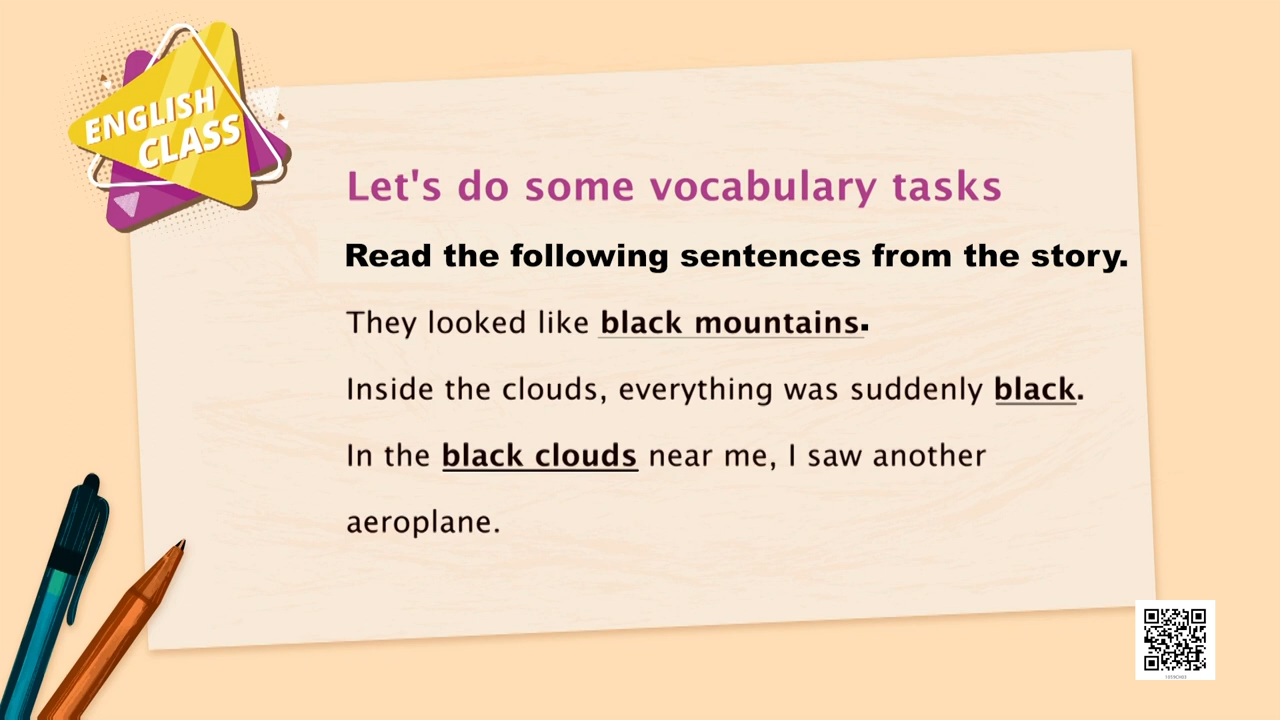 ENGLISH
CLASS
Let's do some vocabulary tasks
Read the following sentences from the story.
They looked like black mountains.
Inside the clouds, everything was suddenly black.
In the black clouds near me, I saw another
aeroplane.